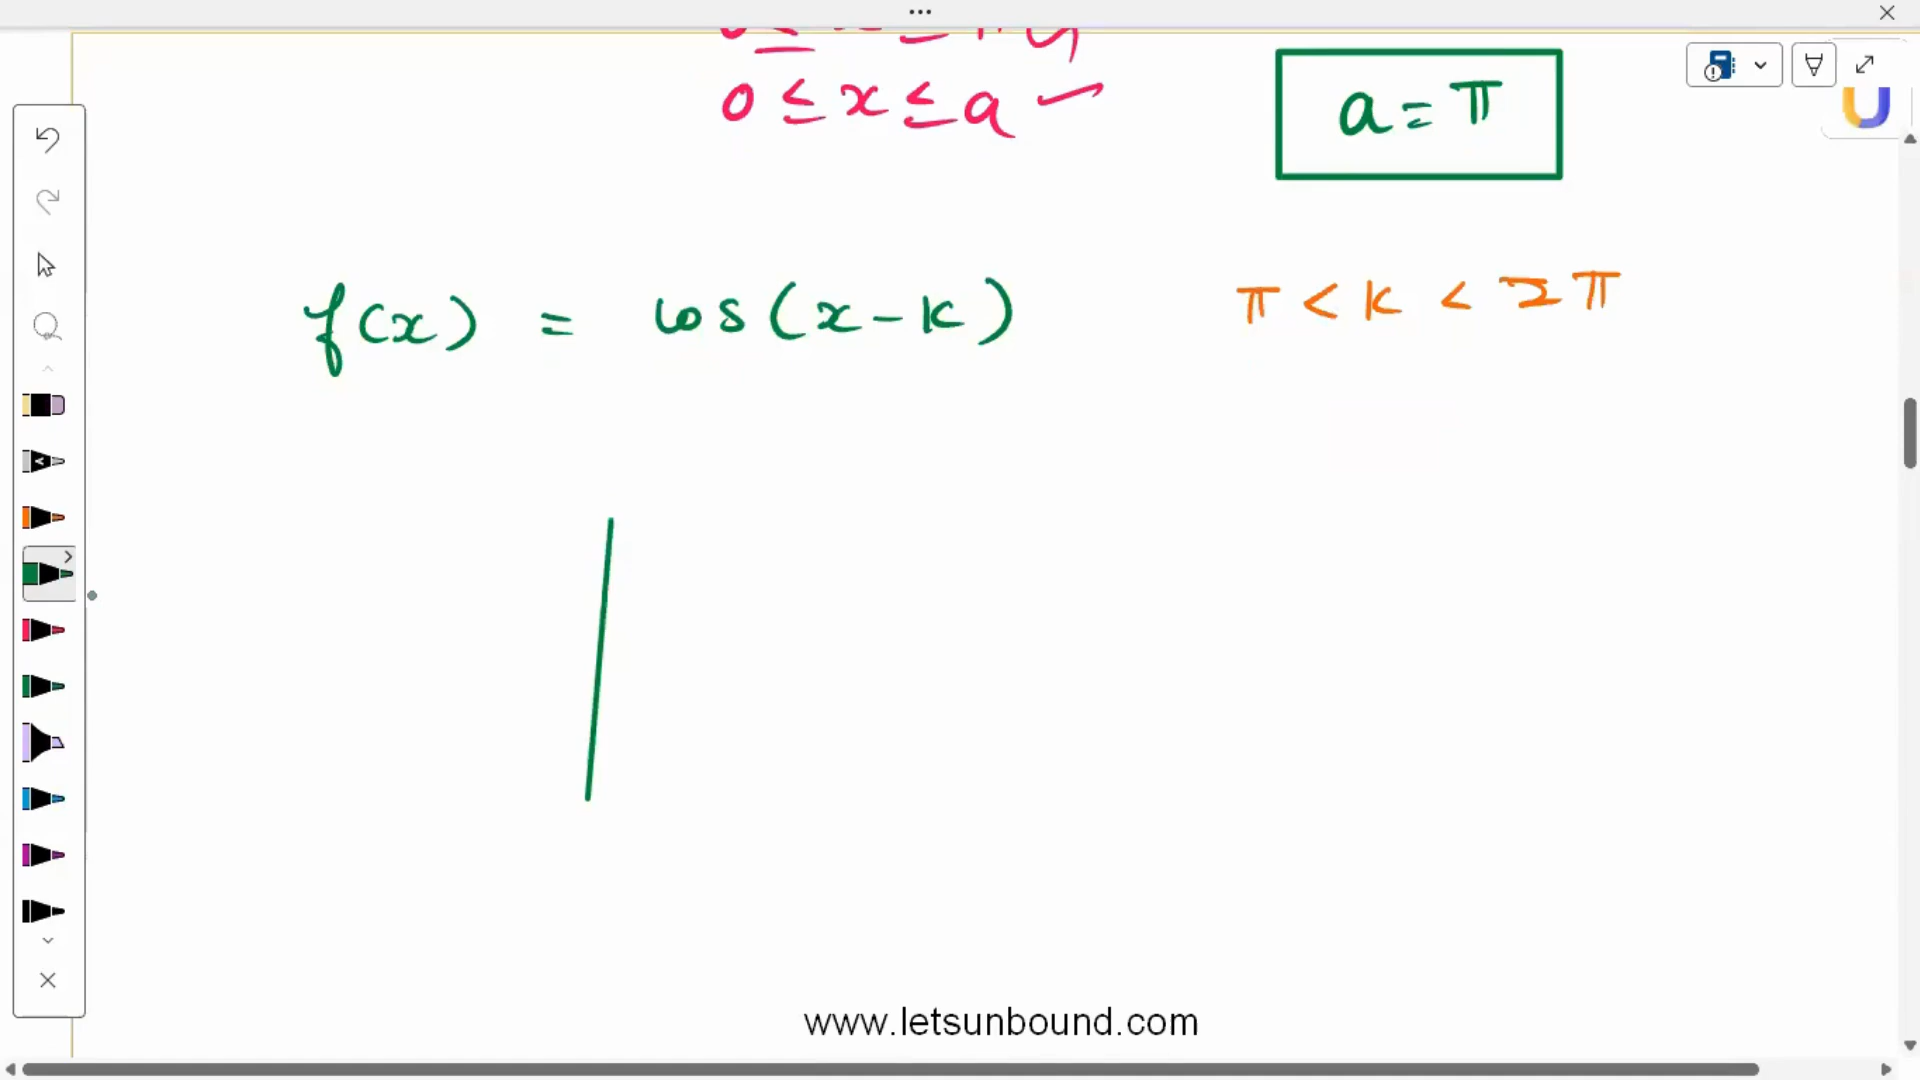 0 ≤ x ≤ a
a = π
f(x) = cos(x-k)
π < k < 2π
www.letsunbound.com